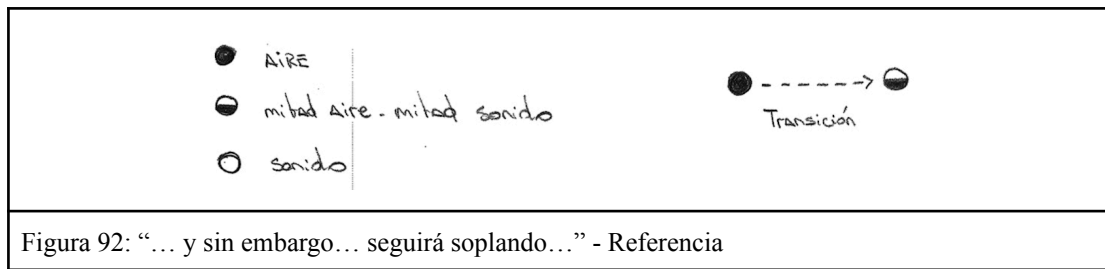 AiRE
mitad Aire - mitad sonido
sonido
Transición
Figura 92: “… y sin embargo… seguirá soplando…” - Referencia